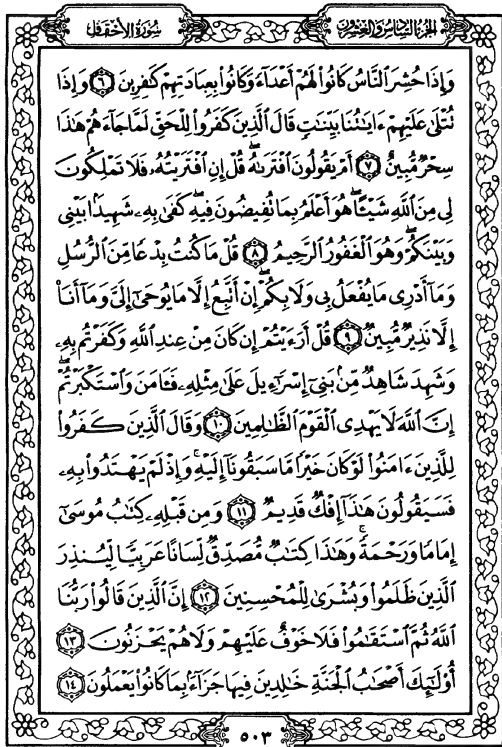 الجزء السادس والعشرون
سورة الأحقاف
وَإِذَا حُشِرَ ٱلنَّاسُ كَانُوا۟ لَهُمْ أَعْدَآءً وَكَانُوا۟ بِعِبَادَتِهِمْ كَٰفِرِينَ ٦ وَإِذَا
تُتْلَىٰ عَلَيْهِمْ ءَايَٰتُنَا بَيِّنَٰتٍ قَالَ ٱلَّذِينَ كَفَرُوا۟ لِلْحَقِّ لَمَّا جَآءَهُمْ هَٰذَا
سِحْرٌ مُّبِينٌ ٧ أَمْ يَقُولُونَ ٱفْتَرَىٰهُ ۖ قُلْ إِنِ ٱفْتَرَيْتُهُۥ فَلَا تَمْلِكُونَ
لِى مِنَ ٱللَّهِ شَيْـًٔا ۖ هُوَ أَعْلَمُ بِمَا تُفِيضُونَ فِيهِ ۖ كَفَىٰ بِهِۦ شَهِيدًۢا بَيْنِى
وَبَيْنَكُمْ ۖ وَهُوَ ٱلْغَفُورُ ٱلرَّحِيمُ ٨ قُلْ مَا كُنتُ بِدْعًا مِّنَ ٱلرُّسُلِ
وَمَآ أَدْرِى مَا يُفْعَلُ بِى وَلَا بِكُمْ ۖ إِنْ أَتَّبِعُ إِلَّا مَا يُوحَىٰٓ إِلَىَّ وَمَآ أَنَا۠
إِلَّا نَذِيرٌ مُّبِينٌ ٩ قُلْ أَرَءَيْتُمْ إِن كَانَ مِنْ عِندِ ٱللَّهِ وَكَفَرْتُم بِهِۦ
وَشَهِدَ شَاهِدٌ مِّنۢ بَنِىٓ إِسْرَٰٓءِيلَ عَلَىٰ مِثْلِهِۦ فَـَٔامَنَ وَٱسْتَكْبَرْتُمْ ۖ
إِنَّ ٱللَّهَ لَا يَهْدِى ٱلْقَوْمَ ٱلظَّٰلِمِينَ ١٠ وَقَالَ ٱلَّذِينَ كَفَرُوا۟
لِلَّذِينَ ءَامَنُوا۟ لَوْ كَانَ خَيْرًا مَّا سَبَقُونَآ إِلَيْهِ ۚ وَإِذْ لَمْ يَهْتَدُوا۟ بِهِۦ
فَسَيَقُولُونَ هَٰذَآ إِفْكٌ قَدِيمٌ ١١ وَمِن قَبْلِهِۦ كِتَٰبُ مُوسَىٰٓ
إِمَامًا وَرَحْمَةً ۚ وَهَٰذَا كِتَٰبٌ مُّصَدِّقٌ لِّسَانًا عَرَبِيًّا لِّيُنذِرَ
ٱلَّذِينَ ظَلَمُوا۟ وَبُشْرَىٰ لِلْمُحْسِنِينَ ١٢ إِنَّ ٱلَّذِينَ قَالُوا۟ رَبُّنَا
ٱللَّهُ ثُمَّ ٱسْتَقَٰمُوا۟ فَلَا خَوْفٌ عَلَيْهِمْ وَلَا هُمْ يَحْزَنُونَ ١٣
أُو۟لَٰٓئِكَ أَصْحَٰبُ ٱلْجَنَّةِ خَٰلِدِينَ فِيهَا جَزَآءًۢ بِمَا كَانُوا۟ يَعْمَلُونَ ١٤
٥٠٣